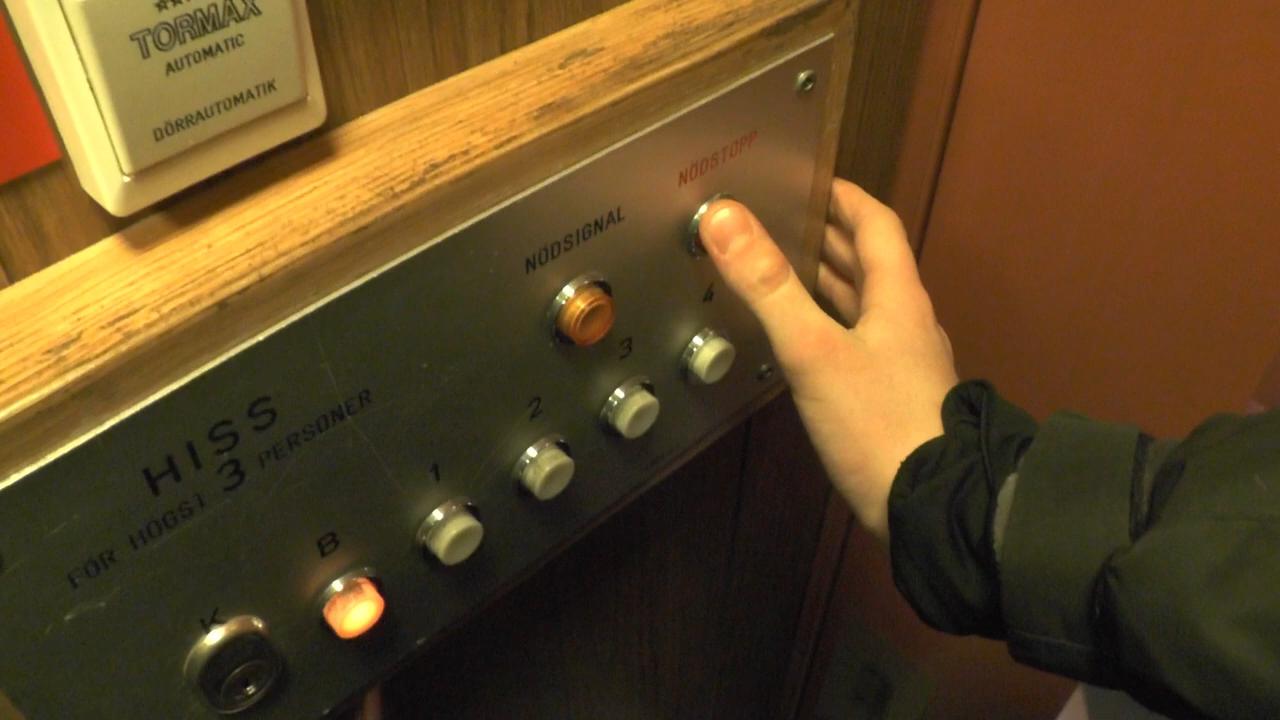 TORMAX
AUTOMATIC
DÖRRAUTOMATIK
NÖDSTOPP
NÖDSIGNAL
HISS
FÖR HÖGST 3 PERSONER
K
B
1
2
3
4